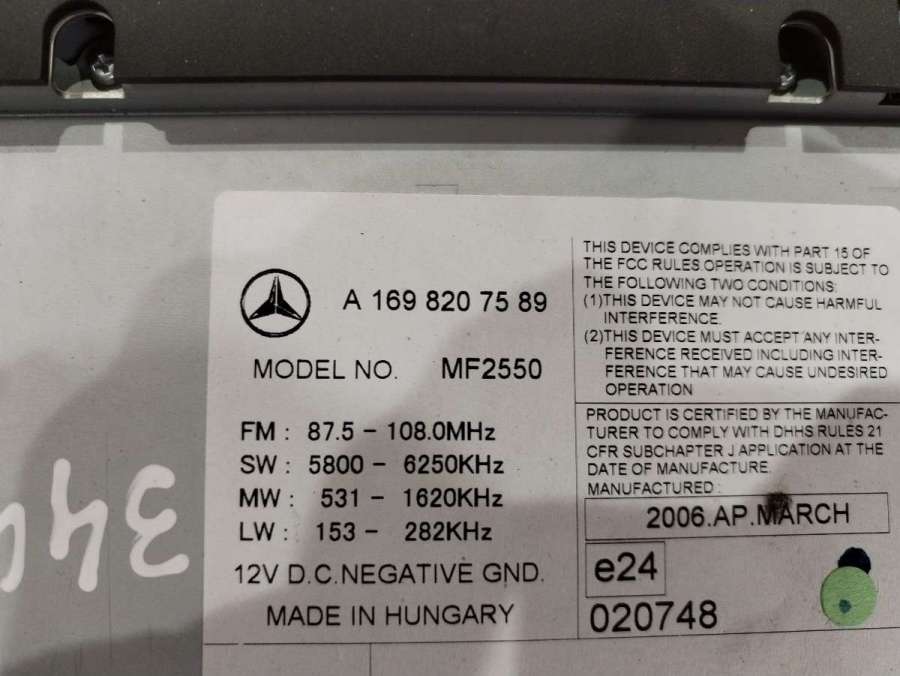 A 169 820 75 89
MODEL NO. MF2550
FM : 87.5 - 108.0MHz
SW : 5800 - 6250KHz
MW : 531 - 1620KHz
LW : 153 - 282KHz
12V D.C.NEGATIVE GND.
MADE IN HUNGARY
THIS DEVICE COMPLIES WITH PART 15 OF
THE FCC RULES OPERATION IS SUBJECT TO
THE FOLLOWING TWO CONDITIONS:
(1)THIS DEVICE MAY NOT CAUSE HARMFUL
INTERFERENCE.
(2)THIS DEVICE MUST ACCEPT ANY INTER-
FERENCE RECEIVED INCLUDING INTER-
FERENCE THAT MAY CAUSE UNDESIRED
OPERATION
PRODUCT IS CERTIFIED BY THE MANUFAC-
TURER TO COMPLY WITH DHHS RULES 21
CFR SUBCHAPTER J APPLICATION AT THE
DATE OF MANUFACTURE.
MANUFACTURED :
2006.AP.MARCH
e24
020748